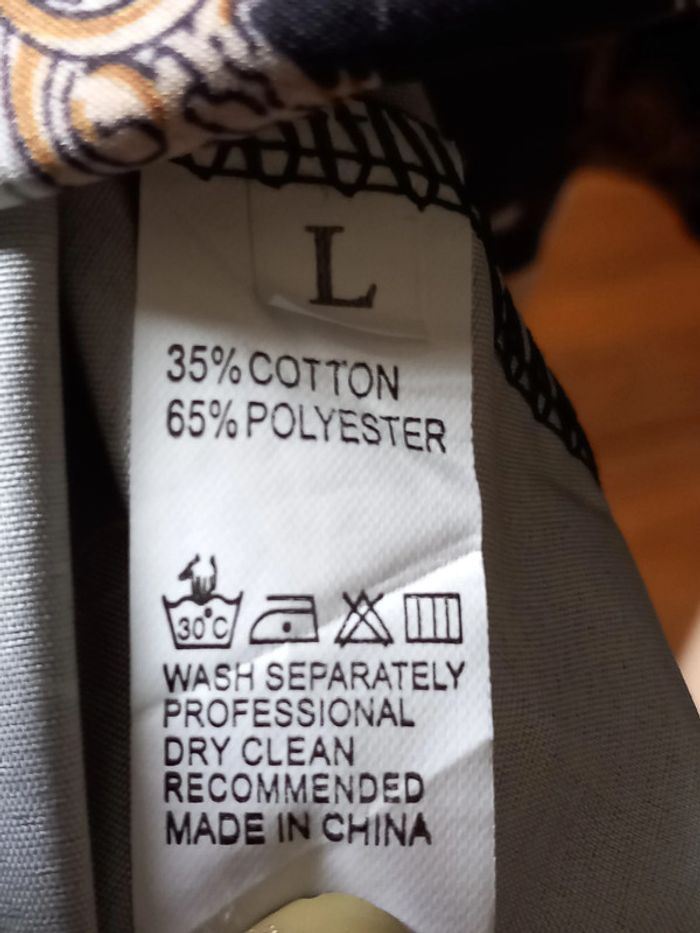 L
35% COTTON
65% POLYESTER
30°C
WASH SEPARATELY
PROFESSIONAL
DRY CLEAN
RECOMMENDED
MADE IN CHINA